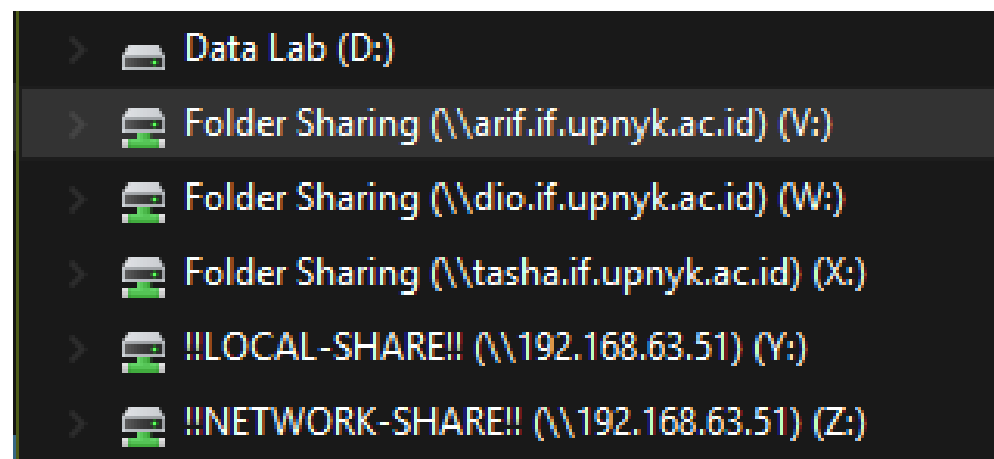 Data Lab (D:)
Folder Sharing (\\arif.if.upnyk.ac.id) (V:)
Folder Sharing (\\dio.if.upnyk.ac.id) (W:)
Folder Sharing (\\tasha.if.upnyk.ac.id) (X:)
!!LOCAL-SHARE!! (\\192.168.63.51) (Y:)
!!NETWORK-SHARE!! (\\192.168.63.51) (Z:)